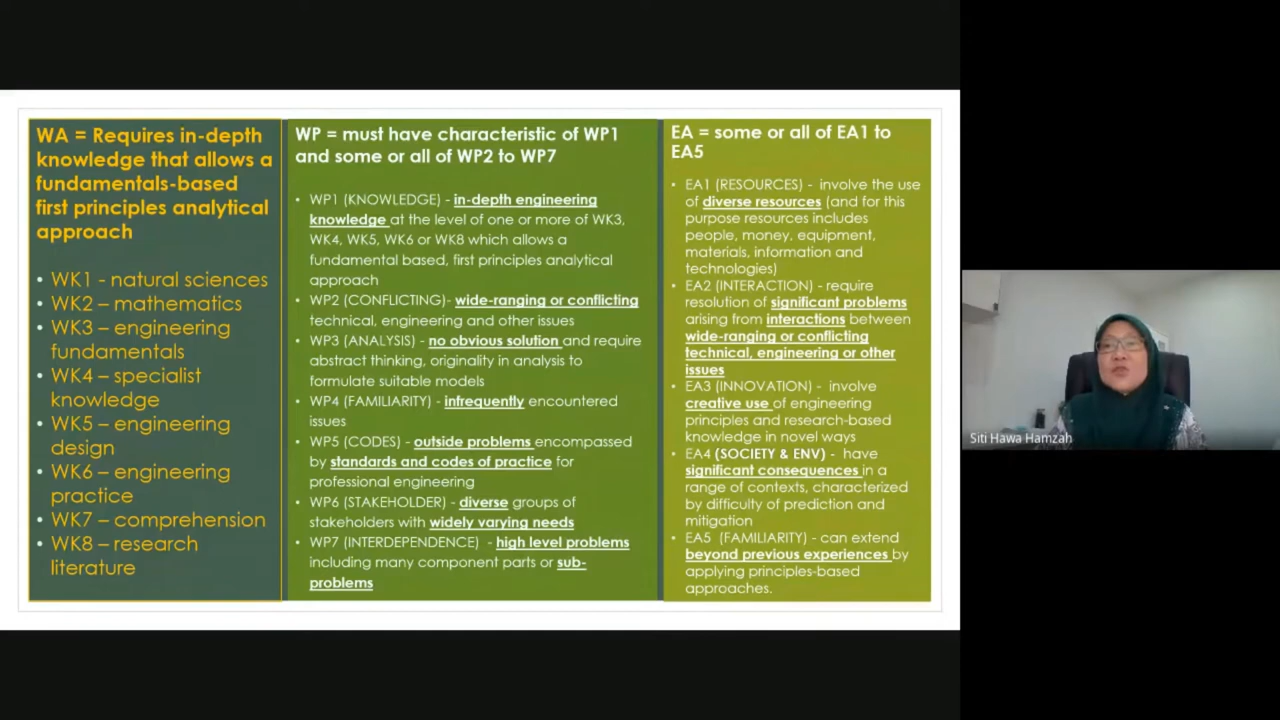 WA = Requires in-depth
knowledge that allows a
fundamentals-based
first principles analytical
approach
• WK1 - natural sciences
• WK2 – mathematics
• WK3 – engineering
fundamentals
• WK4 – specialist
knowledge
• WK5 – engineering
design
• WK6 – engineering
practice
• WK7 – comprehension
• WK8 – research
literature
WP = must have characteristic of WP1
and some or all of WP2 to WP7
• WP1 (KNOWLEDGE) - in-depth engineering
knowledge at the level of one or more of WK3,
WK4, WK5, WK6 or WK8 which allows a
fundamental based, first principles analytical
approach
• WP2 (CONFLICTING)- wide-ranging or conflicting
technical, engineering and other issues
• WP3 (ANALYSIS) - no obvious solution and require
abstract thinking, originality in analysis to
formulate suitable models
• WP4 (FAMILIARITY) - infrequently encountered
issues
• WP5 (CODES) - outside problems encompassed
by standards and codes of practice for
professional engineering
• WP6 (STAKEHOLDER) - diverse groups of
stakeholders with widely varying needs
• WP7 (INTERDEPENDENCE) - high level problems
including many component parts or sub-
problems
EA = some or all of EA1 to
EA5
• EA1 (RESOURCES) - involve the use
of diverse resources (and for this
purpose resources includes
people, money, equipment,
materials, information and
technologies)
• EA2 (INTERACTION) - require
resolution of significant problems
arising from interactions between
wide-ranging or conflicting
technical, engineering or other
issues
• EA3 (INNOVATION) - involve
creative use of engineering
principles and research-based
knowledge in novel ways
• EA4 (SOCIETY & ENV) - have
significant consequences in a
range of contexts, characterized
by difficulty of prediction and
mitigation
• EA5 (FAMILIARITY) - can extend
beyond previous experiences by
applying principles-based
approaches.
Siti Hawa Hamzah